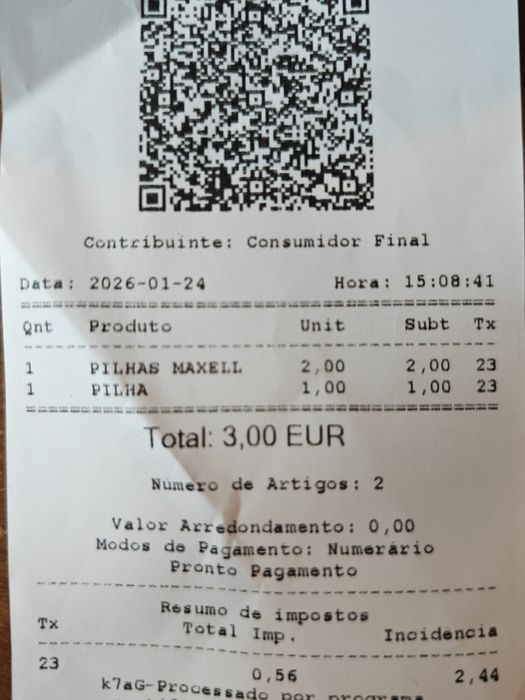 Contribuinte: Consumidor Final
Data: 2026-01-24 Hora: 15:08:41
Qnt Produto Unit Subt Tx
1 PILHAS MAXELL 2,00 2,00 23
1 PILHA 1,00 1,00 23
Total: 3,00 EUR
Número de Artigos: 2
Valor Arredondamento: 0,00
Modos de Pagamento: Numerário
Pronto Pagamento
Resumo de impostos
Tx Total Imp. Incidência
23 0,56 2,44
k7aG-Processado por programa